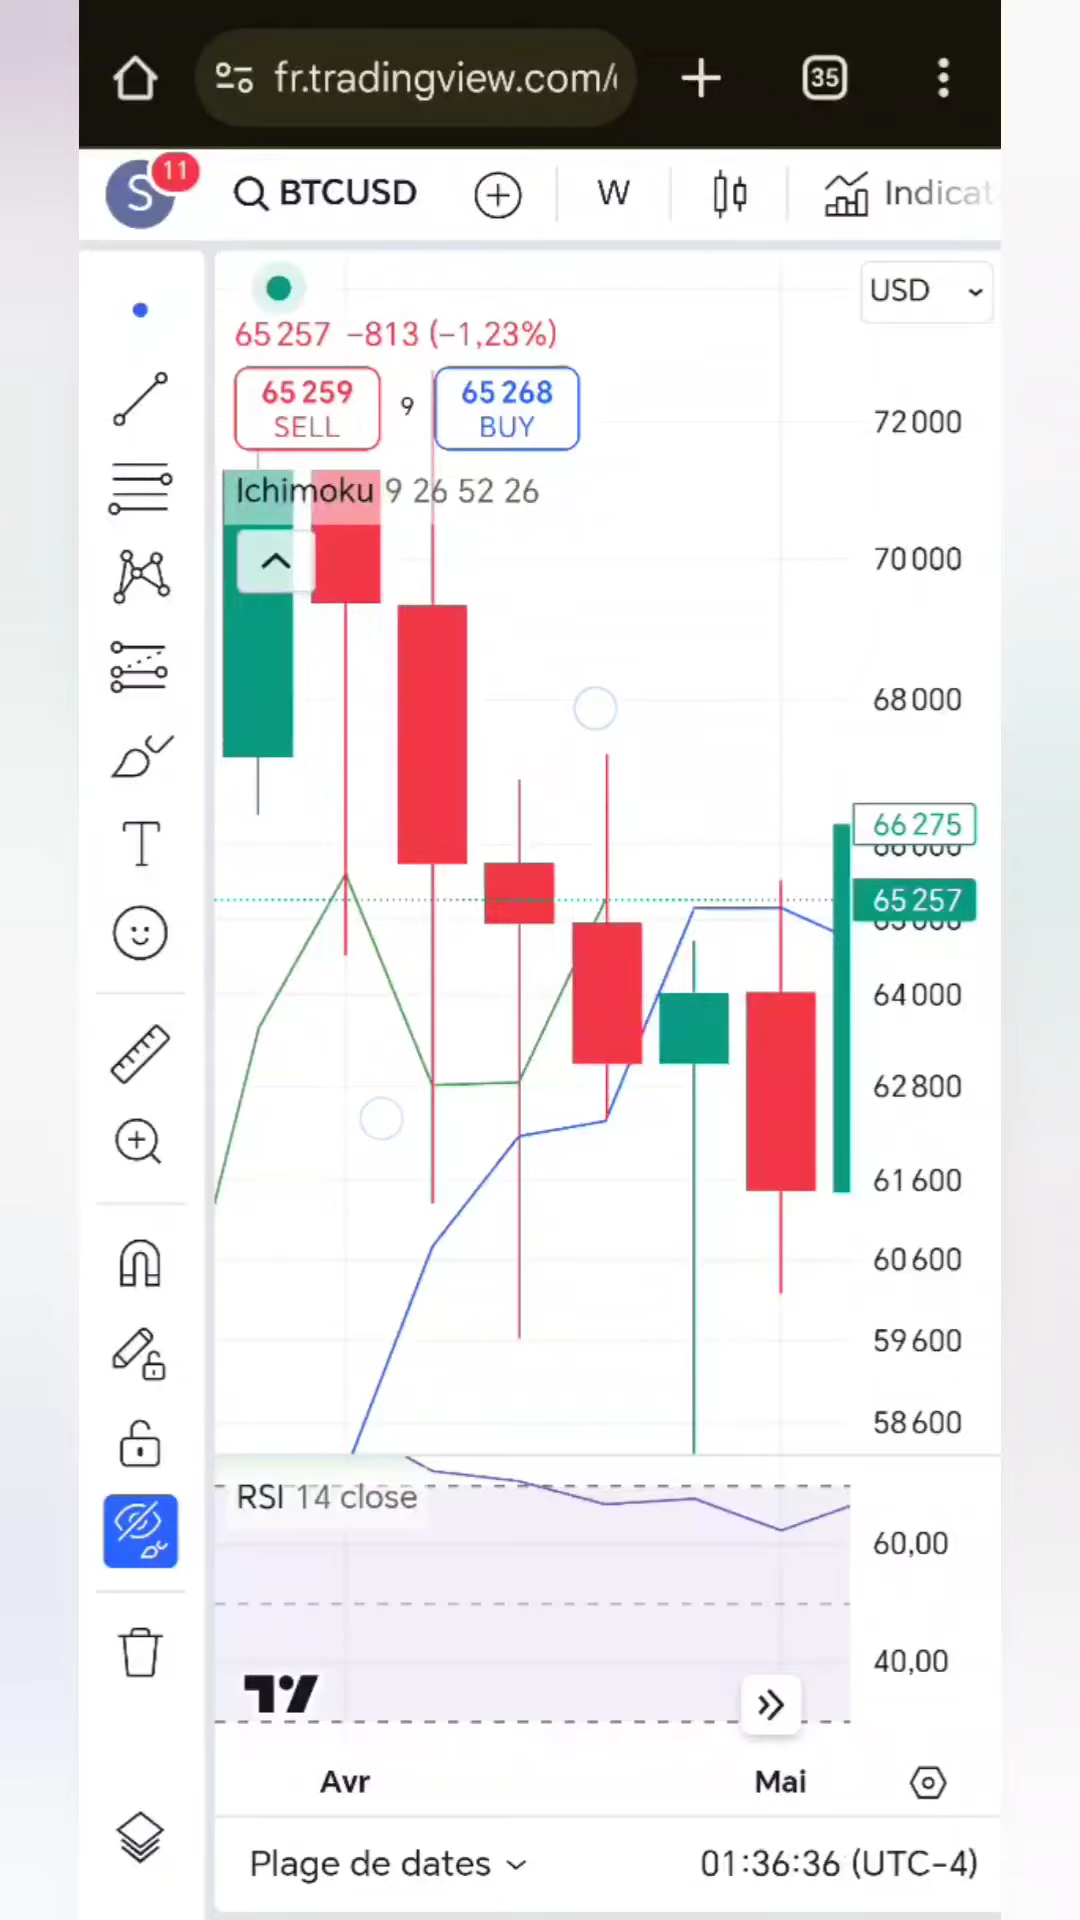 fr.tradingview.com/
35
S
11
BTCUSD
W
Indicat
USD
65 257 −813 (−1,23%)
65 259
SELL
9
65 268
BUY
Ichimoku 9 26 52 26
72 000
70 000
68 000
66 275
65 257
64 000
62 800
61 600
60 600
59 600
58 600
RSI 14 close
60,00
40,00
Avr
Mai
Plage de dates
01:36:36 (UTC−4)